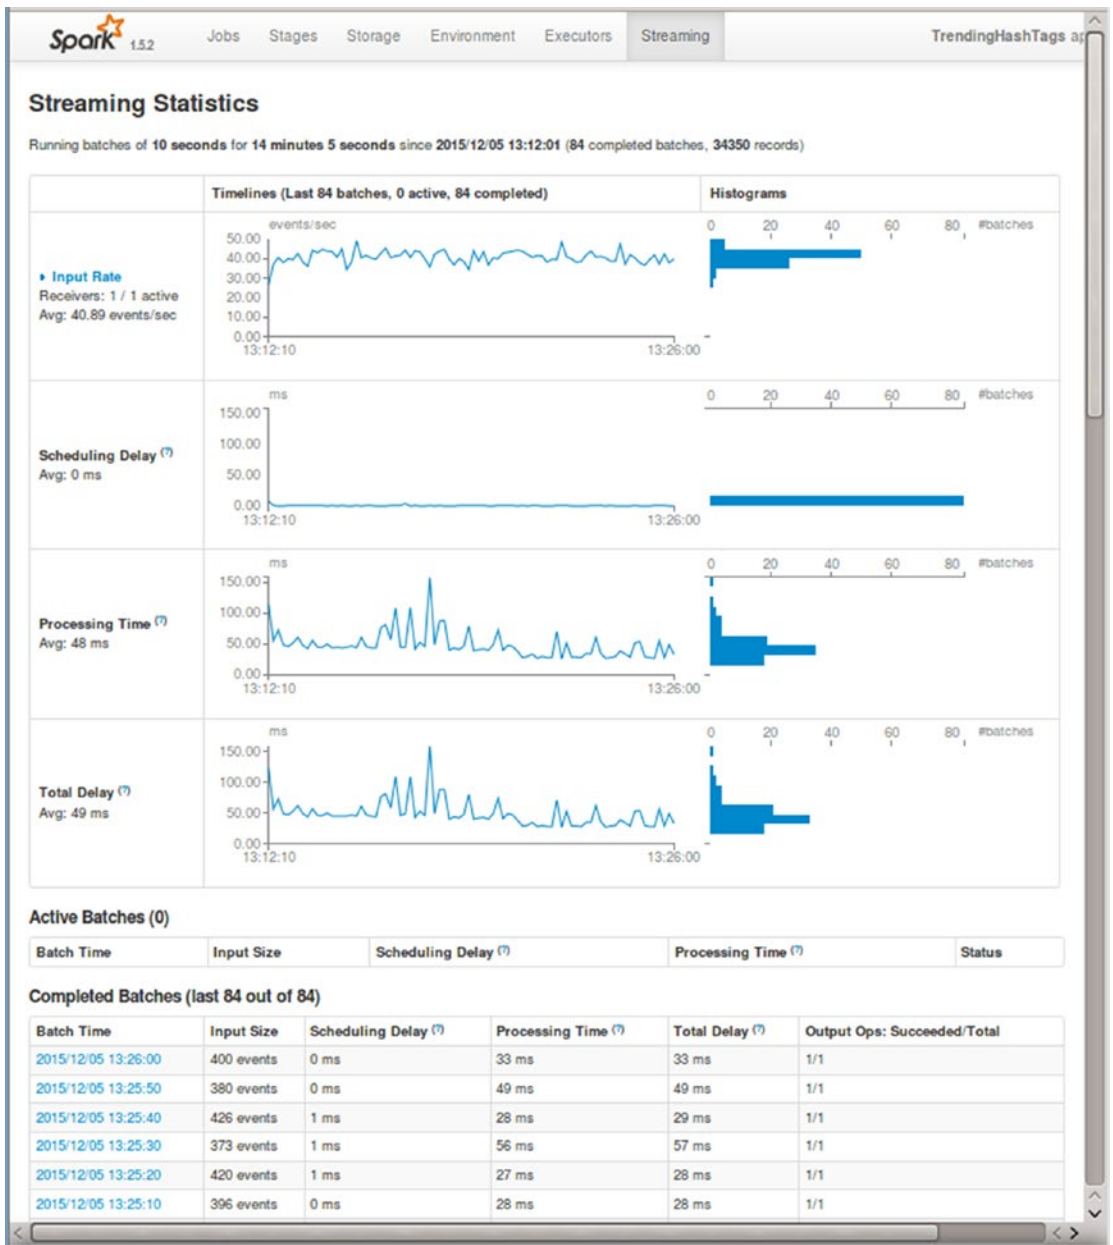 Spark 1.5.2 Jobs Stages Storage Environment Executors Streaming TrendingHashTags
Streaming Statistics
Running batches of 10 seconds for 14 minutes 5 seconds since 2015/12/05 13:12:01 (84 completed batches, 34350 records)
Timelines (Last 84 batches, 0 active, 84 completed) Histograms
Input Rate
Receivers: 1 / 1 active
Avg: 40.89 events/sec
events/sec
50.00
40.00
30.00
20.00
10.00
0.00
13:12:10 13:26:00
0 20 40 60 80 #batches
Scheduling Delay (?)
Avg: 0 ms
ms
150.00
100.00
50.00
0.00
13:12:10 13:26:00
0 20 40 60 80 #batches
Processing Time (?)
Avg: 48 ms
ms
150.00
100.00
50.00
0.00
13:12:10 13:26:00
0 20 40 60 80 #batches
Total Delay (?)
Avg: 49 ms
ms
150.00
100.00
50.00
0.00
13:12:10 13:26:00
0 20 40 60 80 #batches
Active Batches (0)
Batch Time Input Size Scheduling Delay (?) Processing Time (?) Status
Completed Batches (last 84 out of 84)
Batch Time Input Size Scheduling Delay (?) Processing Time (?) Total Delay (?) Output Ops: Succeeded/Total
2015/12/05 13:26:00 400 events 0 ms 33 ms 33 ms 1/1
2015/12/05 13:25:50 380 events 0 ms 49 ms 49 ms 1/1
2015/12/05 13:25:40 426 events 1 ms 28 ms 29 ms 1/1
2015/12/05 13:25:30 373 events 1 ms 56 ms 57 ms 1/1
2015/12/05 13:25:20 420 events 1 ms 27 ms 28 ms 1/1
2015/12/05 13:25:10 396 events 0 ms 28 ms 28 ms 1/1